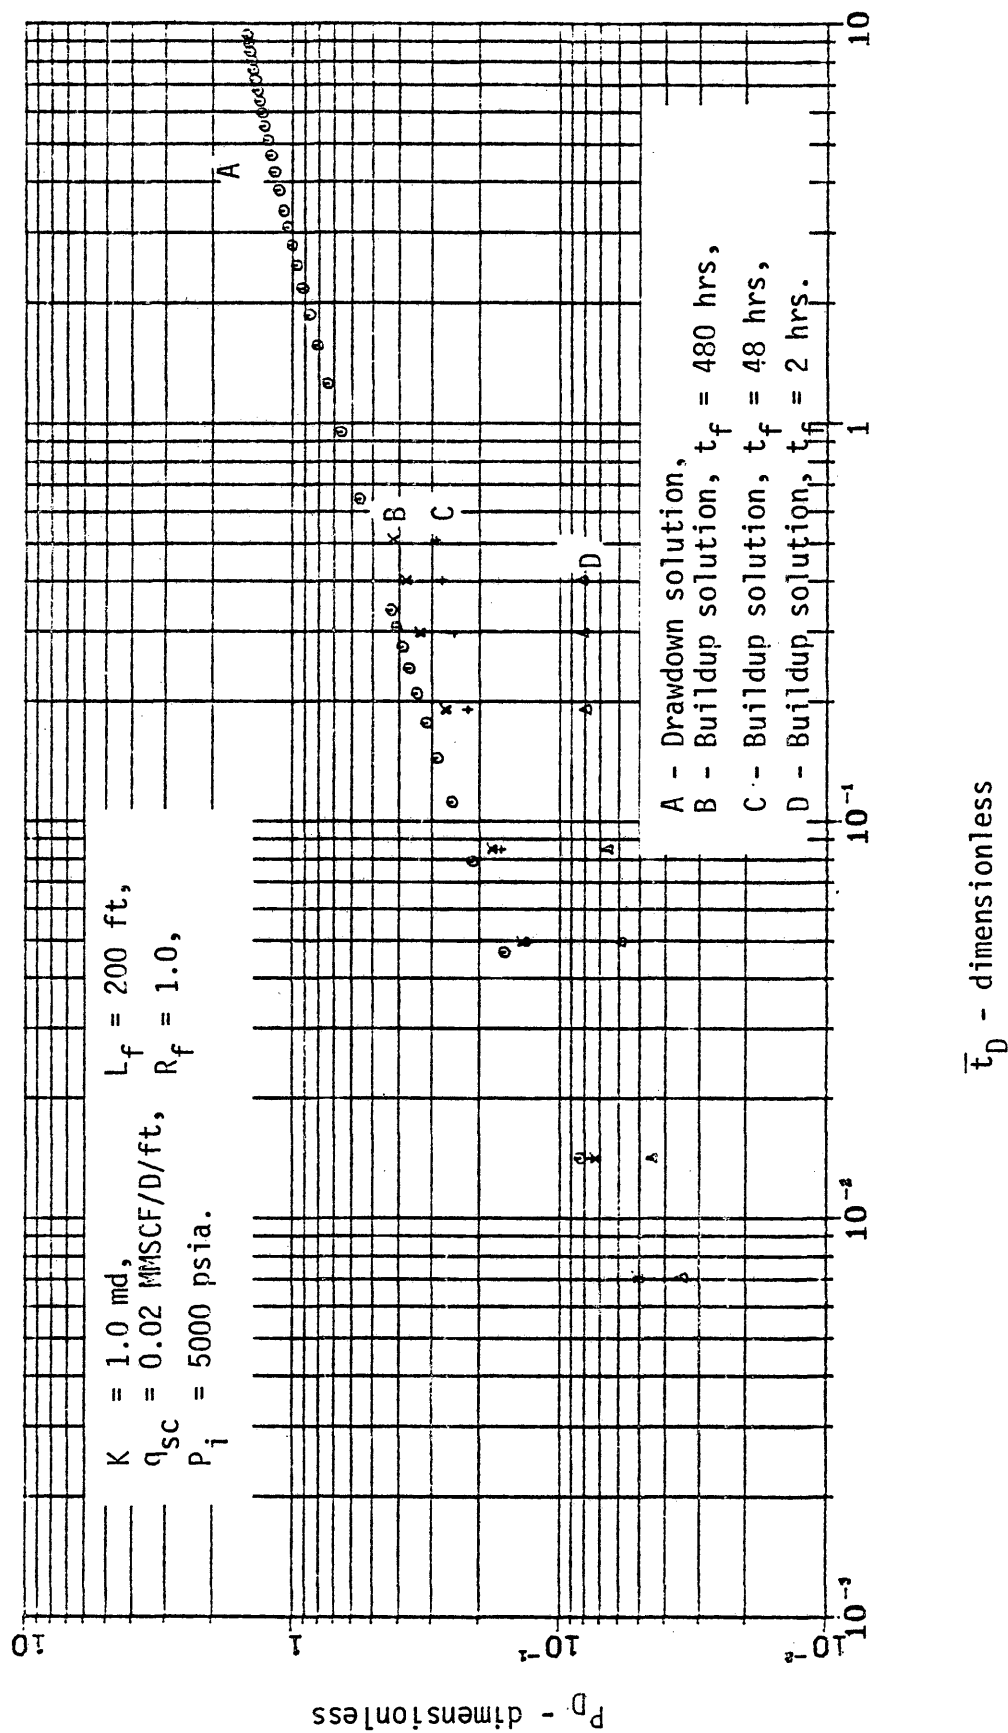 K = 1.0 md, L_f = 200 ft,
q_sc = 0.02 MMSCF/D/ft, R_f = 1.0,
P_i = 5000 psia.
10
1
10⁻¹
10⁻²
P_D - dimensionless
A
B
C
D
A - Drawdown solution,
B - Buildup solution, t_f = 480 hrs,
C - Buildup solution, t_f = 48 hrs,
D - Buildup solution, t_f = 2 hrs.
10⁻³
10⁻²
10⁻¹
1
10
t̅_D - dimensionless